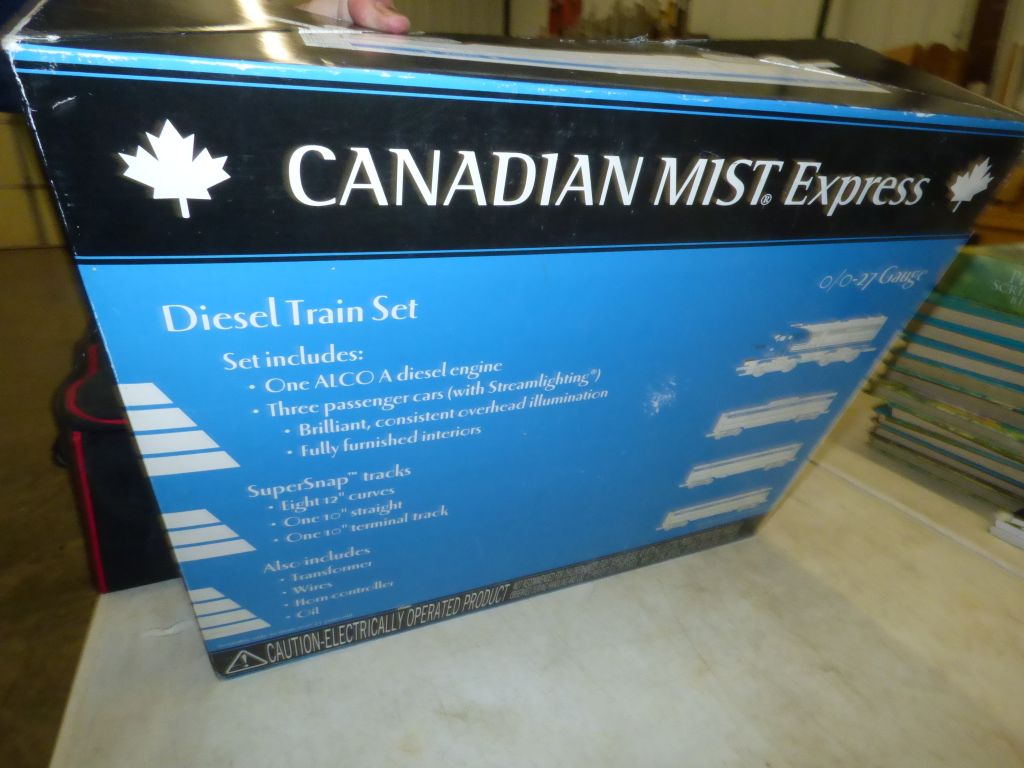 CANADIAN MIST® Express
0/0-27 Gauge
Diesel Train Set
Set includes:
• One ALCO A diesel engine
• Three passenger cars (with Streamlighting®)
• Brilliant, consistent overhead illumination
• Fully furnished interiors
SuperSnap™ tracks
• Eight 12" curves
• One 10" straight
• One 10" terminal track
Also includes
• Transformer
• Wires
• Horn controller
• Oil
CAUTION-ELECTRICALLY OPERATED PRODUCT